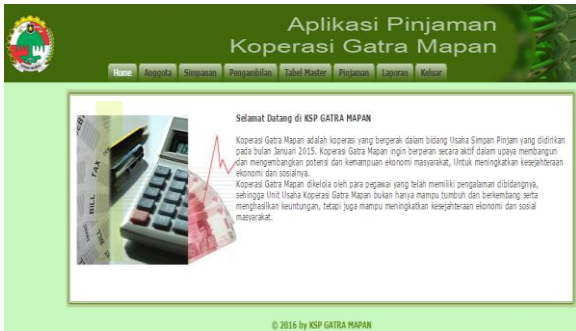 Aplikasi Pinjaman
Koperasi Gatra Mapan
Home Anggota Simpanan Pengambilan Tabel Master Pinjaman Laporan Keluar
Selamat Datang di KSP GATRA MAPAN
Koperasi Gatra Mapan adalah koperasi yang bergerak dalam bidang Usaha Simpan Pinjam yang didirikan
pada bulan Januari 2015. Koperasi Gatra Mapan ingin berperan secara aktif dalam upaya membangun
dan mengembangkan potensi dan kemampuan ekonomi masyarakat, Untuk meningkatkan kesejahteraan
ekonomi dan sosialnya.
Koperasi Gatra Mapan dikelola oleh para pegawai yang telah memiliki pengalaman dibidangnya,
sehingga Unit Usaha Koperasi Gatra Mapan bukan hanya mampu tumbuh dan berkembang serta
menghasilkan keuntungan, tetapi juga mampu meningkatkan kesejahteraan ekonomi dan sosial
masyarakat.
TAX
BILL
© 2016 by KSP GATRA MAPAN